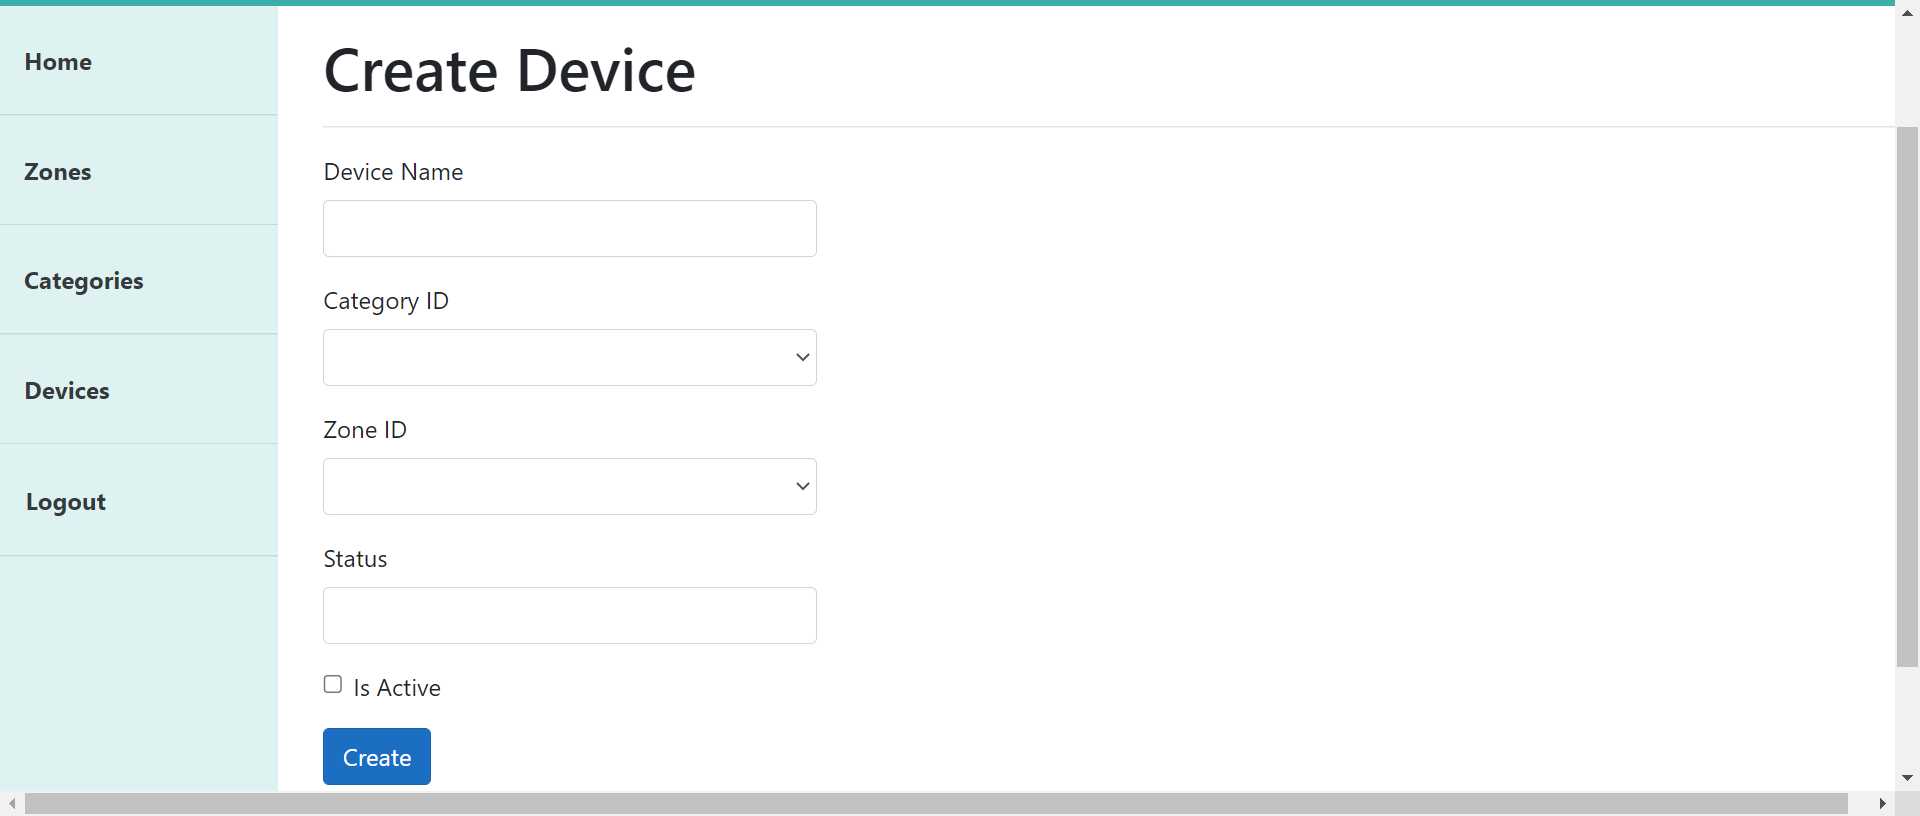 Home
Zones
Categories
Devices
Logout
Create Device
Device Name
Category ID
Zone ID
Status
Is Active
Create